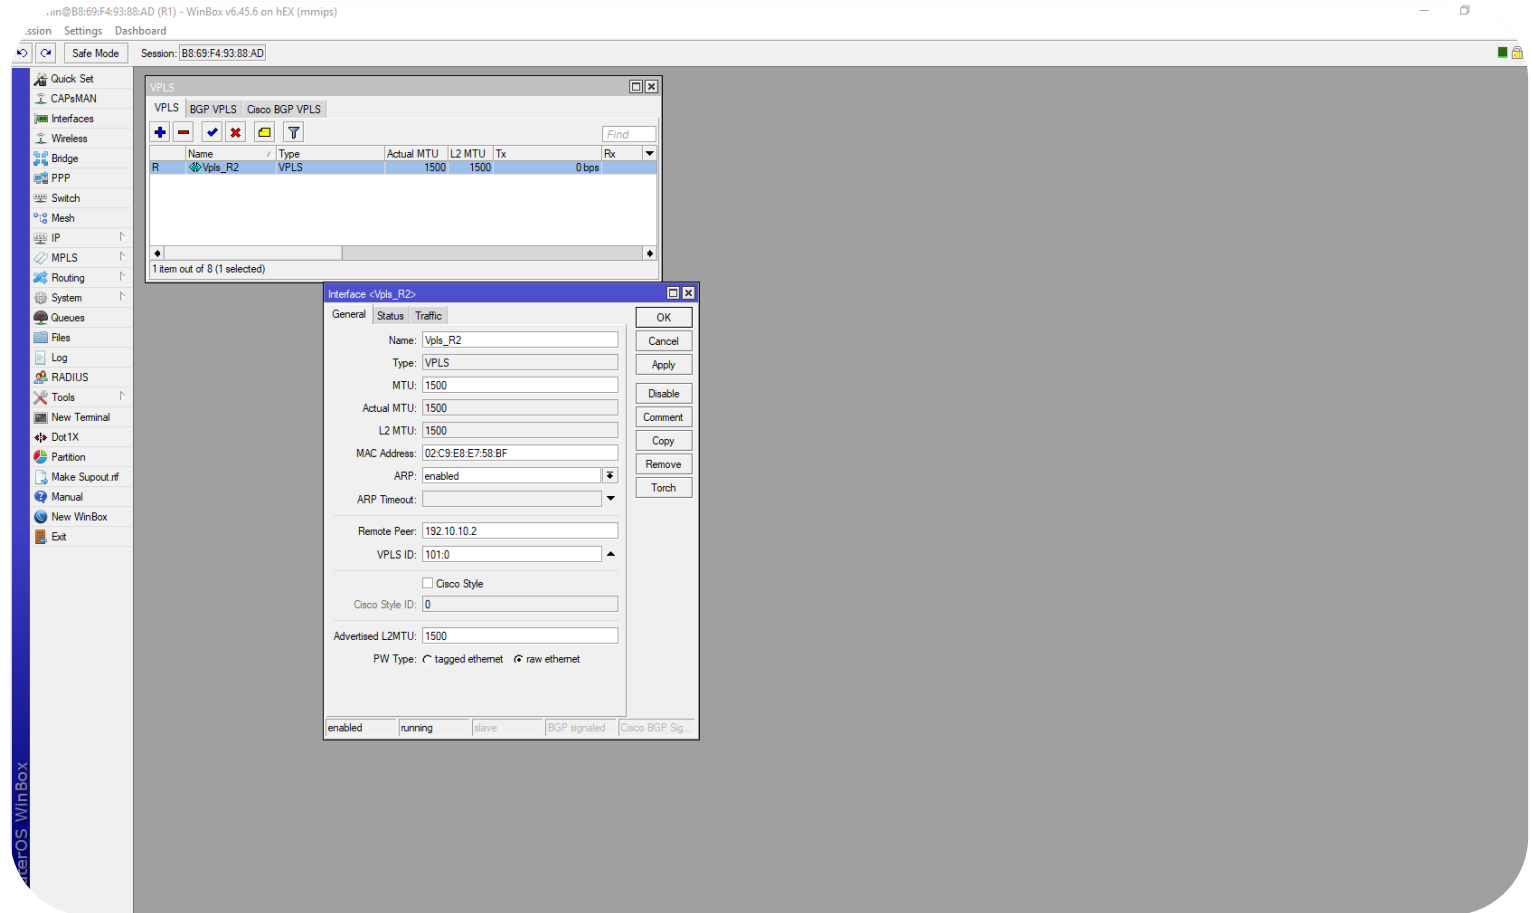 in@B8:69:F4:93:88:AD (R1) - WinBox v6.45.6 on hEX (mmips)
ssion Settings Dashboard
Safe Mode Session: B8:69:F4:93:88:AD
Quick Set
CAPsMAN
Interfaces
Wireless
Bridge
PPP
Switch
Mesh
IP
MPLS
Routing
System
Queues
Files
Log
RADIUS
Tools
New Terminal
Dot1X
Partition
Make Supout.rif
Manual
New WinBox
Exit
terOS WinBox
VPLS
VPLS BGP VPLS Cisco BGP VPLS
Find
Name / Type Actual MTU L2 MTU Tx Rx
R Vpls_R2 VPLS 1500 1500 0 bps
1 item out of 8 (1 selected)
Interface <Vpls_R2>
General Status Traffic
Name: Vpls_R2
Type: VPLS
MTU: 1500
Actual MTU: 1500
L2 MTU: 1500
MAC Address: 02:C9:E8:E7:58:BF
ARP: enabled
ARP Timeout:
Remote Peer: 192.10.10.2
VPLS ID: 101:0
Cisco Style
Cisco Style ID: 0
Advertised L2MTU: 1500
PW Type: tagged ethernet raw ethernet
OK
Cancel
Apply
Disable
Comment
Copy
Remove
Torch
enabled running slave BGP signaled Cisco BGP Sig...